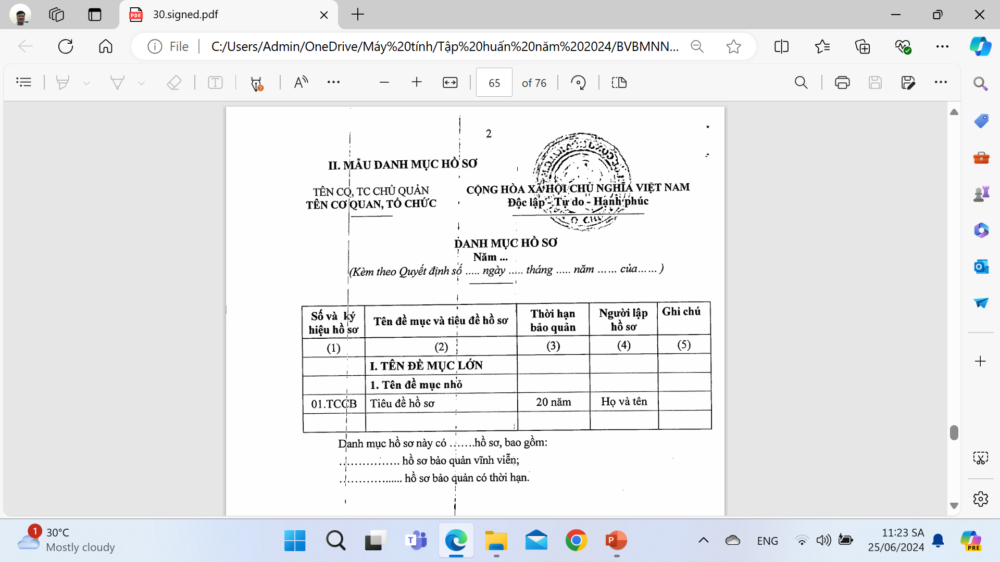 30.signed.pdf
File
C:/Users/Admin/OneDrive/Máy%20tính/Tập%20huấn%20năm%202024/BVBMNN...
65 of 76
2
II. MẪU DANH MỤC HỒ SƠ
TÊN CQ, TC CHỦ QUẢN
TÊN CƠ QUAN, TỔ CHỨC
CỘNG HÒA XÃ HỘI CHỦ NGHĨA VIỆT NAM
Độc lập - Tự do - Hạnh phúc
DANH MỤC HỒ SƠ
Năm ...
(Kèm theo Quyết định số ..... ngày ..... tháng ..... năm ...... của...... )
Số và ký hiệu hồ sơ
Tên đề mục và tiêu đề hồ sơ
Thời hạn bảo quản
Người lập hồ sơ
Ghi chú
(1) (2) (3) (4) (5)
I. TÊN ĐỀ MỤC LỚN
1. Tên đề mục nhỏ
01.TCCB Tiêu đề hồ sơ 20 năm Họ và tên
Danh mục hồ sơ này có .......hồ sơ, bao gồm:
................ hồ sơ bảo quản vĩnh viễn;
.................. hồ sơ bảo quản có thời hạn.
1
30°C
Mostly cloudy
ENG
11:23 SA
25/06/2024
PRE